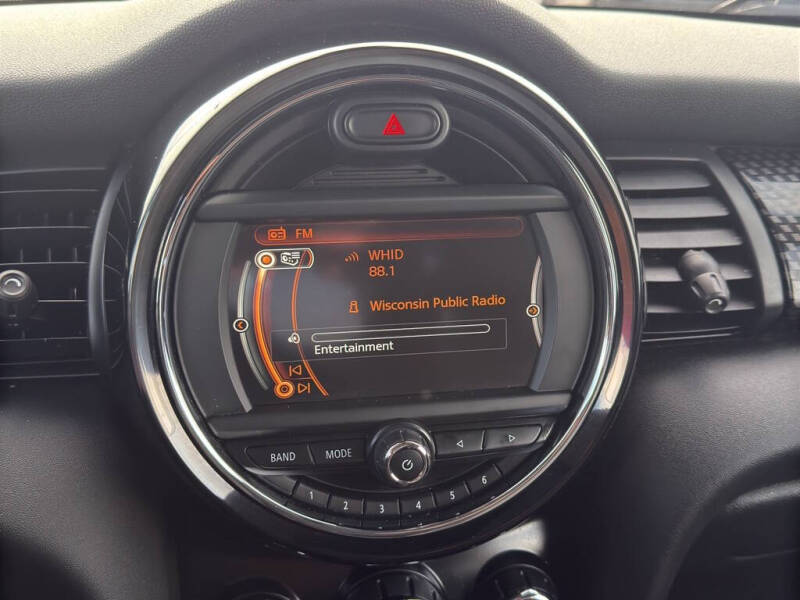 FM
WHID
88.1
Wisconsin Public Radio
Entertainment
BAND MODE
1 2 3 4 5 6